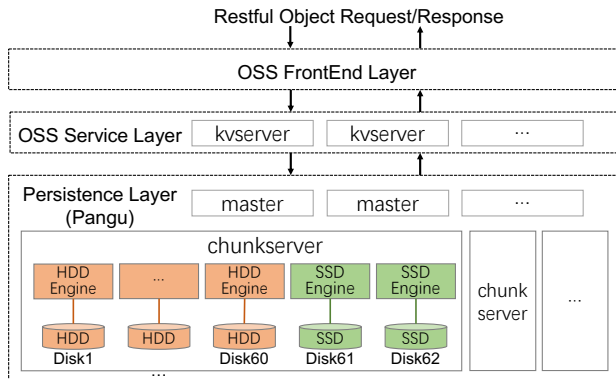 Restful Object Request/Response
OSS FrontEnd Layer
OSS Service Layer
kvserver
kvserver
...
Persistence Layer
(Pangu)
master
master
...
chunkserver
HDD
Engine
...
HDD
Engine
SSD
Engine
SSD
Engine
HDD
HDD
HDD
SSD
SSD
Disk1
Disk60
Disk61
Disk62
...
chunk
server
...